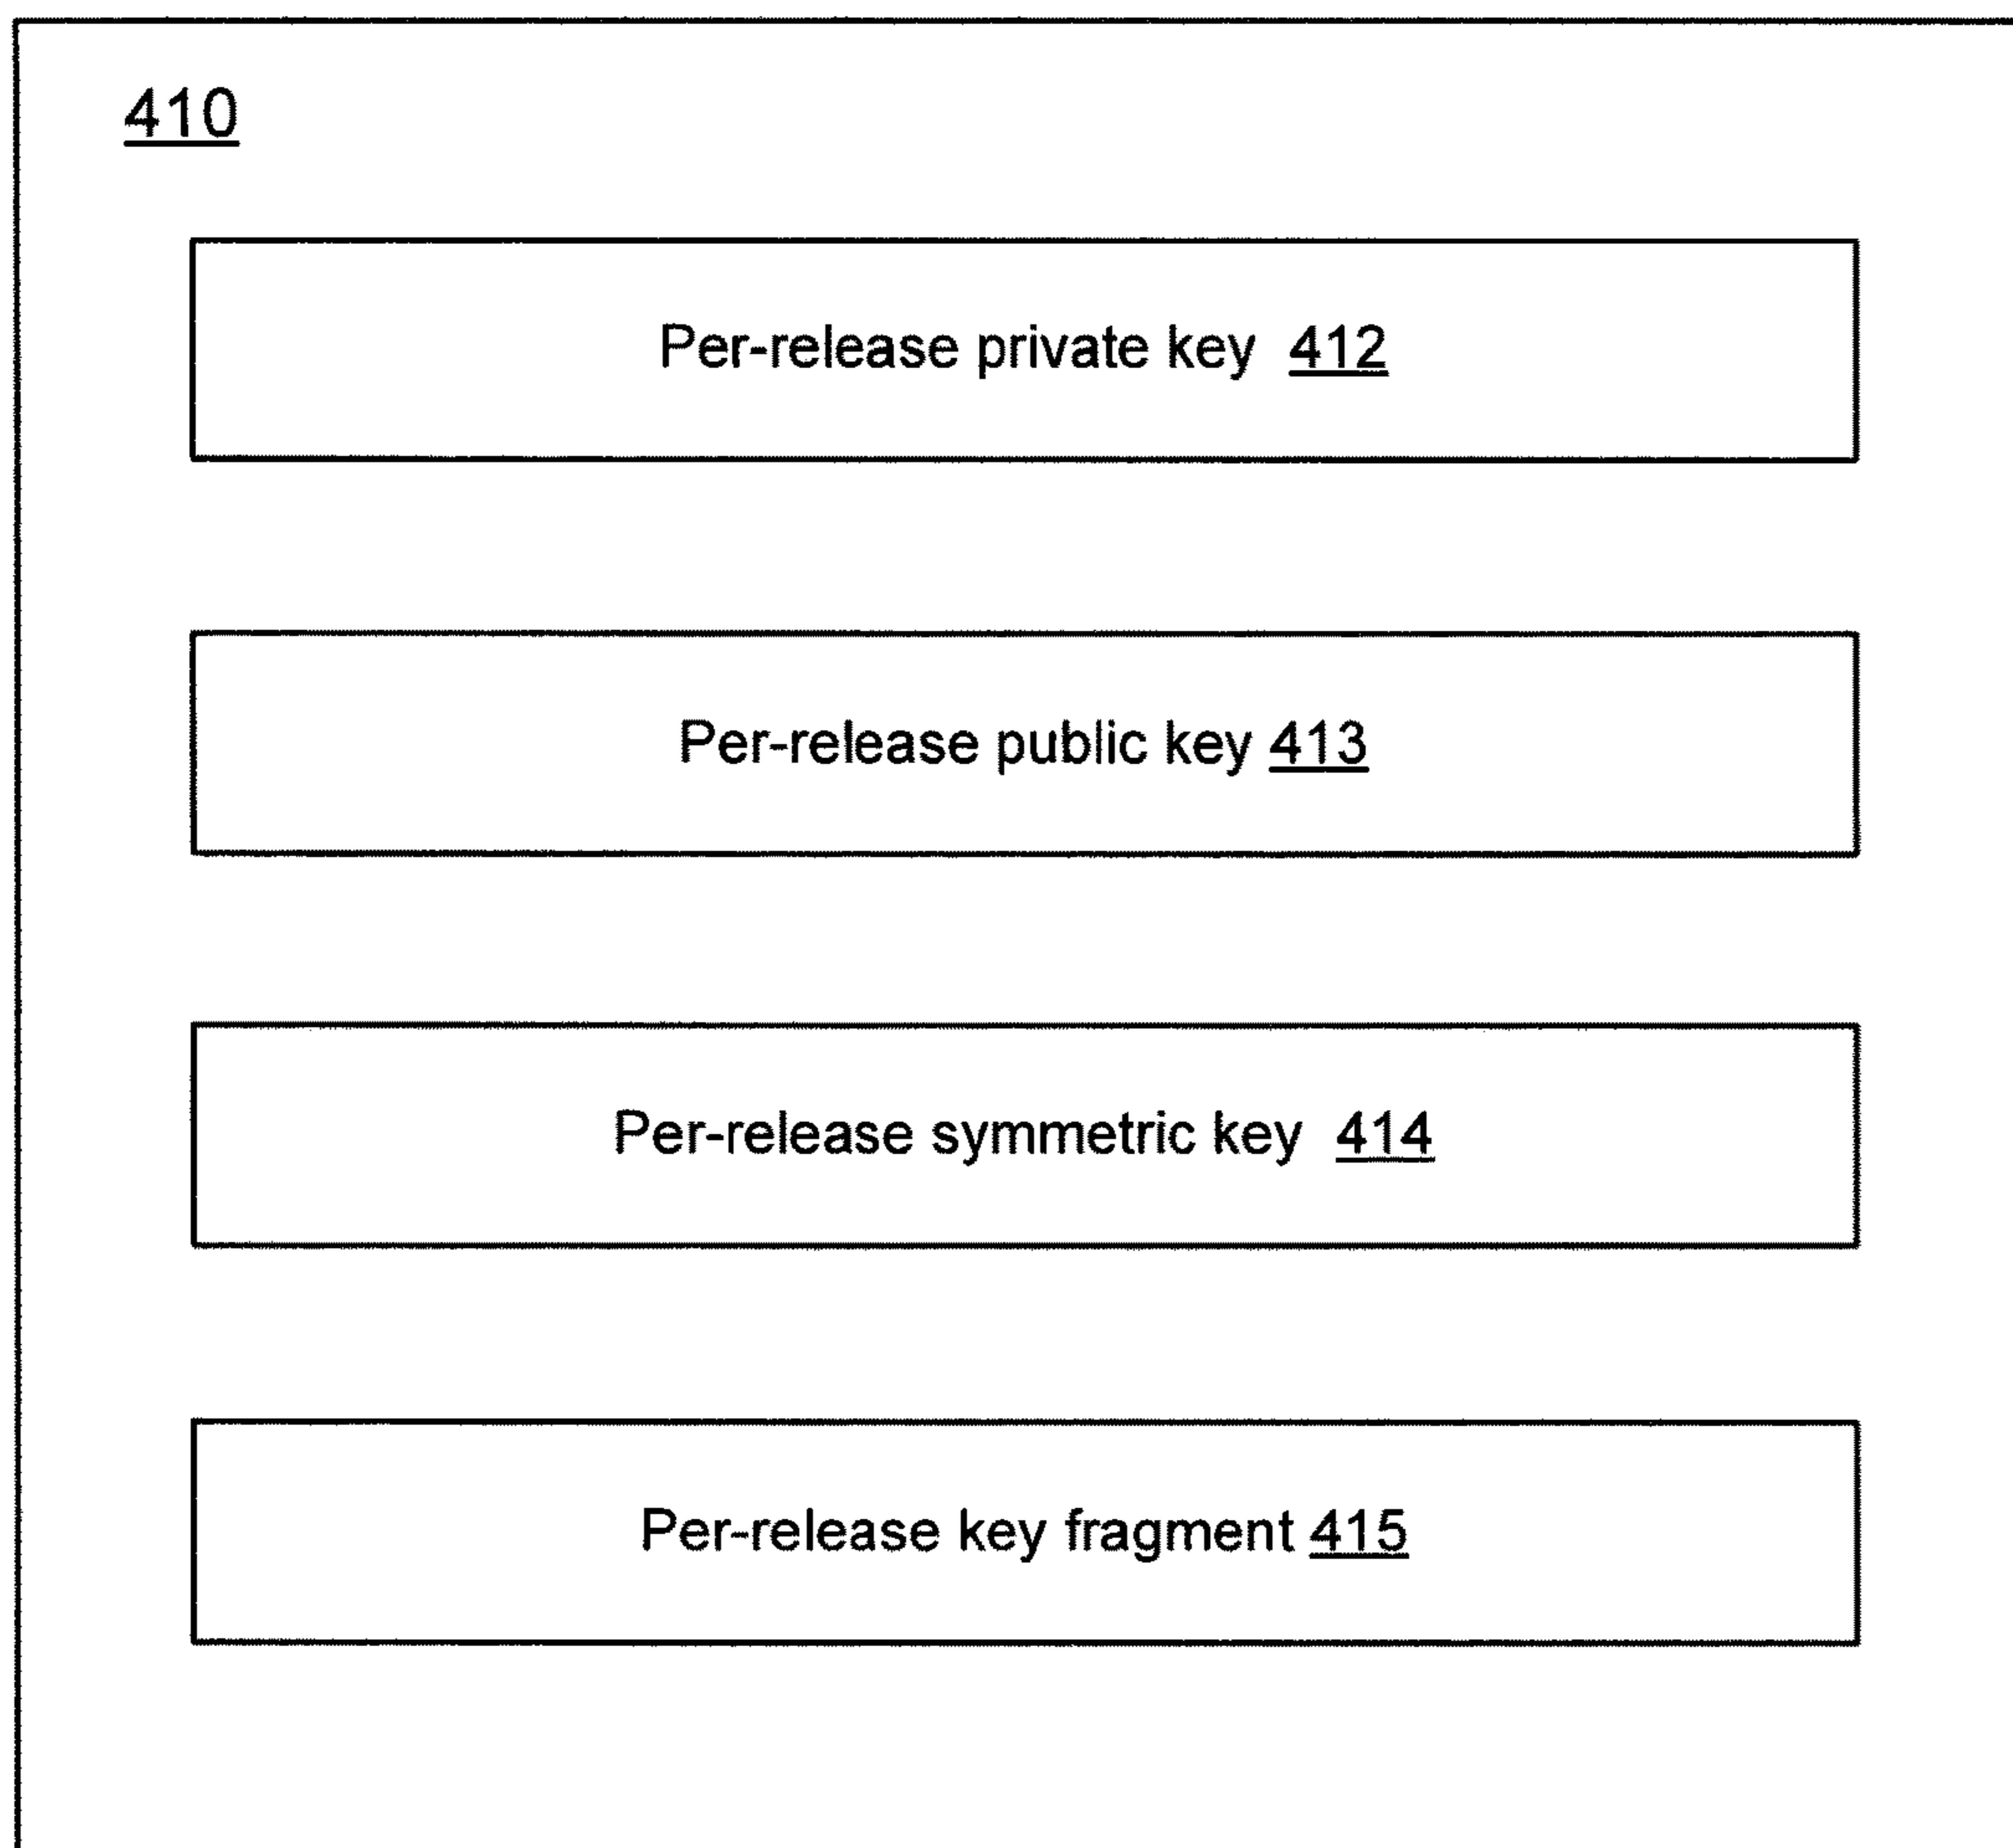 410
Per-release private key 412
Per-release public key 413
Per-release symmetric key 414
Per-release key fragment 415